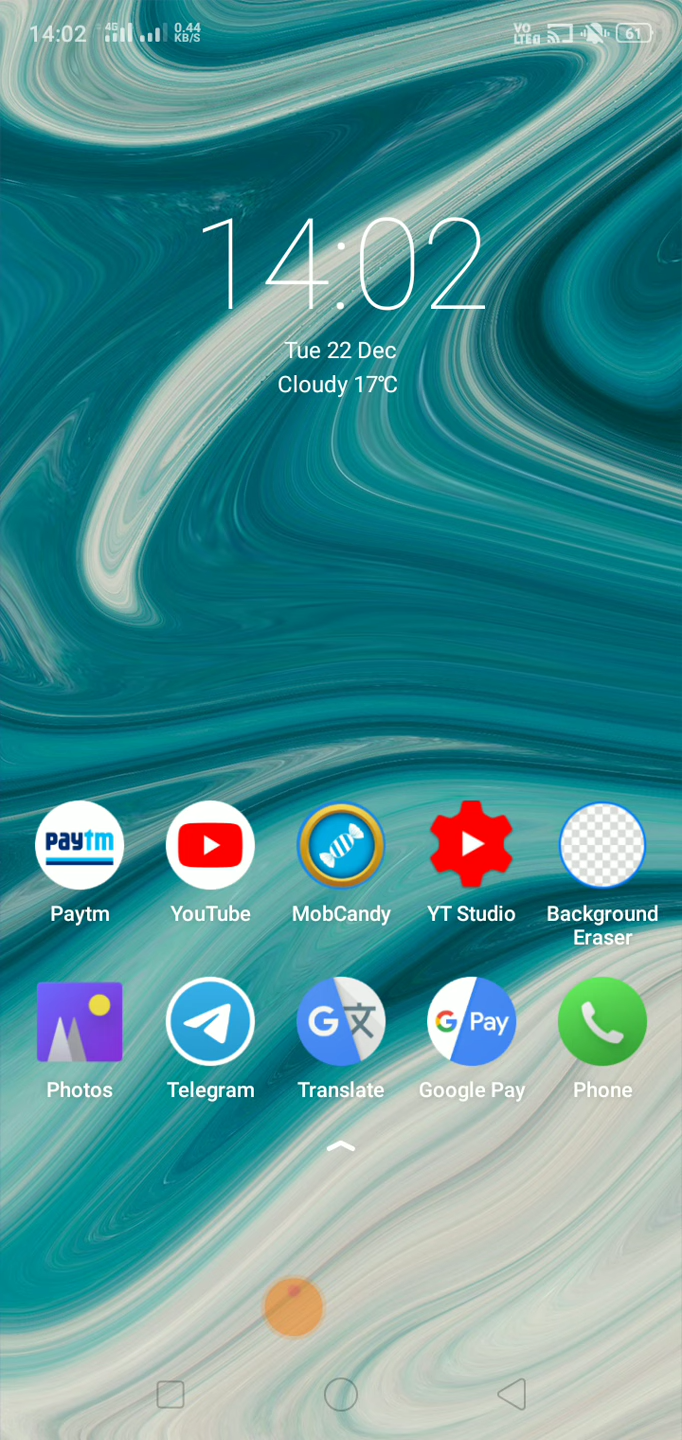 14:02 4G 0.44 KB/S VO LTE 61
14:02
Tue 22 Dec
Cloudy 17℃
paytm G Pay
Paytm YouTube MobCandy YT Studio Background
Eraser
G 文 G Pay
Photos Telegram Translate Google Pay Phone